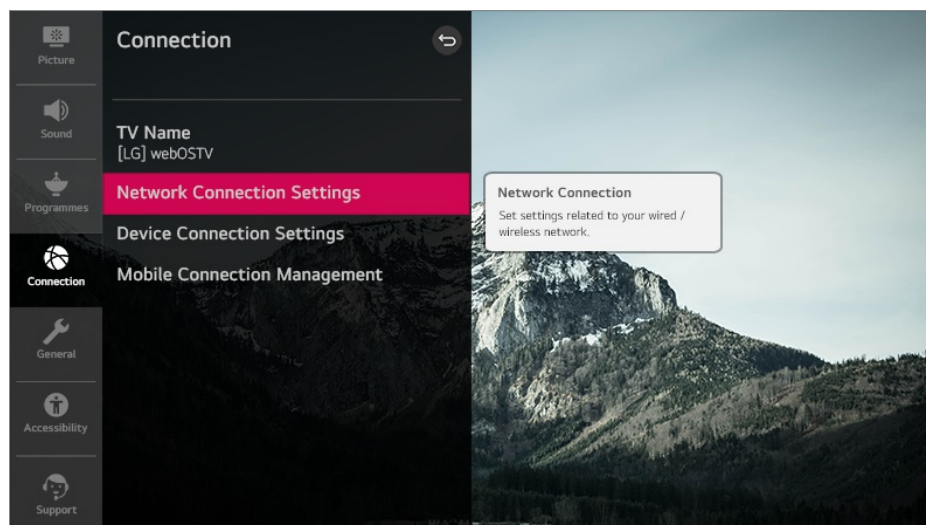 Picture
Sound
Programmes
Connection
General
Accessibility
Support
Connection
TV Name
[LG] webOSTV
Network Connection Settings
Device Connection Settings
Mobile Connection Management
Network Connection
Set settings related to your wired /
wireless network.